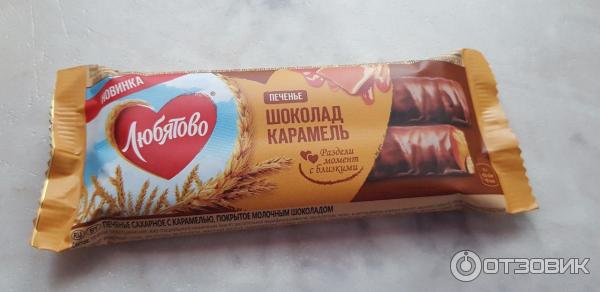 НОВИНКА
Любятово
ПЕЧЕНЬЕ
ШОКОЛАД
КАРАМЕЛЬ
Раздели
момент
с близкими
ПЕЧЕНЬЕ САХАРНОЕ С КАРАМЕЛЬЮ, ПОКРЫТОЕ МОЛОЧНЫМ ШОКОЛАДОМ
ОТЗОВИК